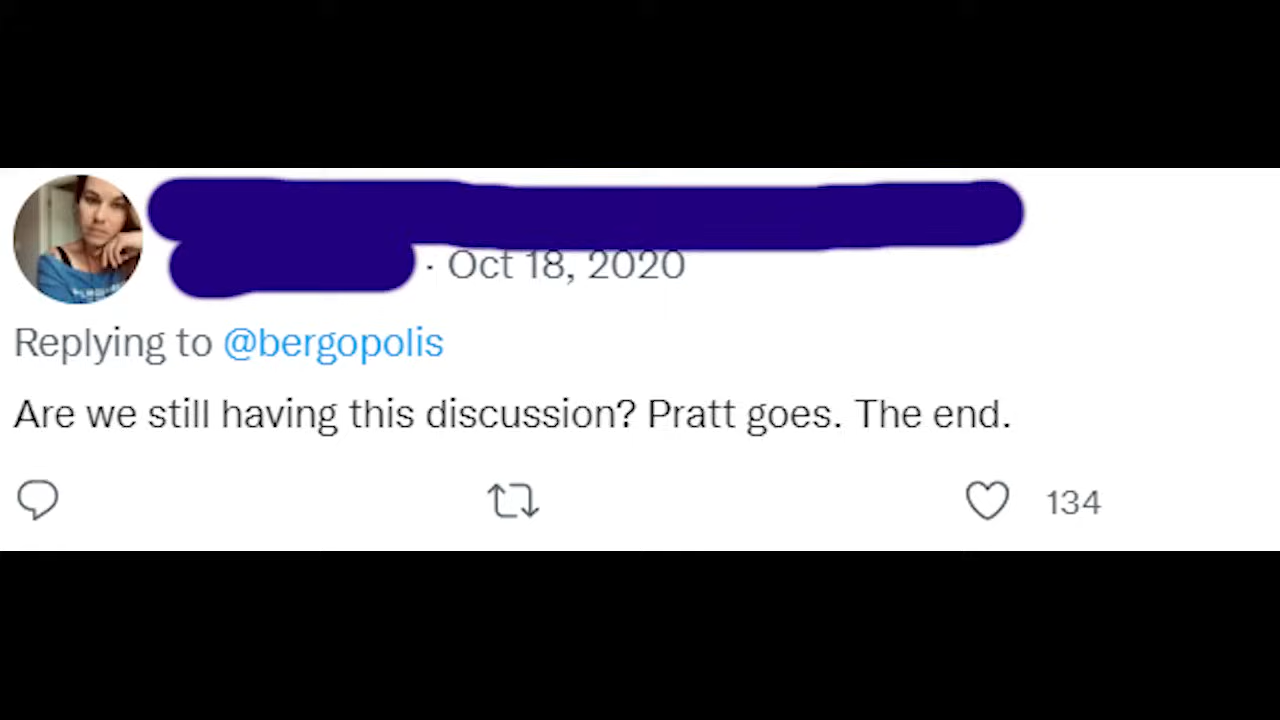 · Oct 18, 2020
Replying to @bergopolis
Are we still having this discussion? Pratt goes. The end.
134